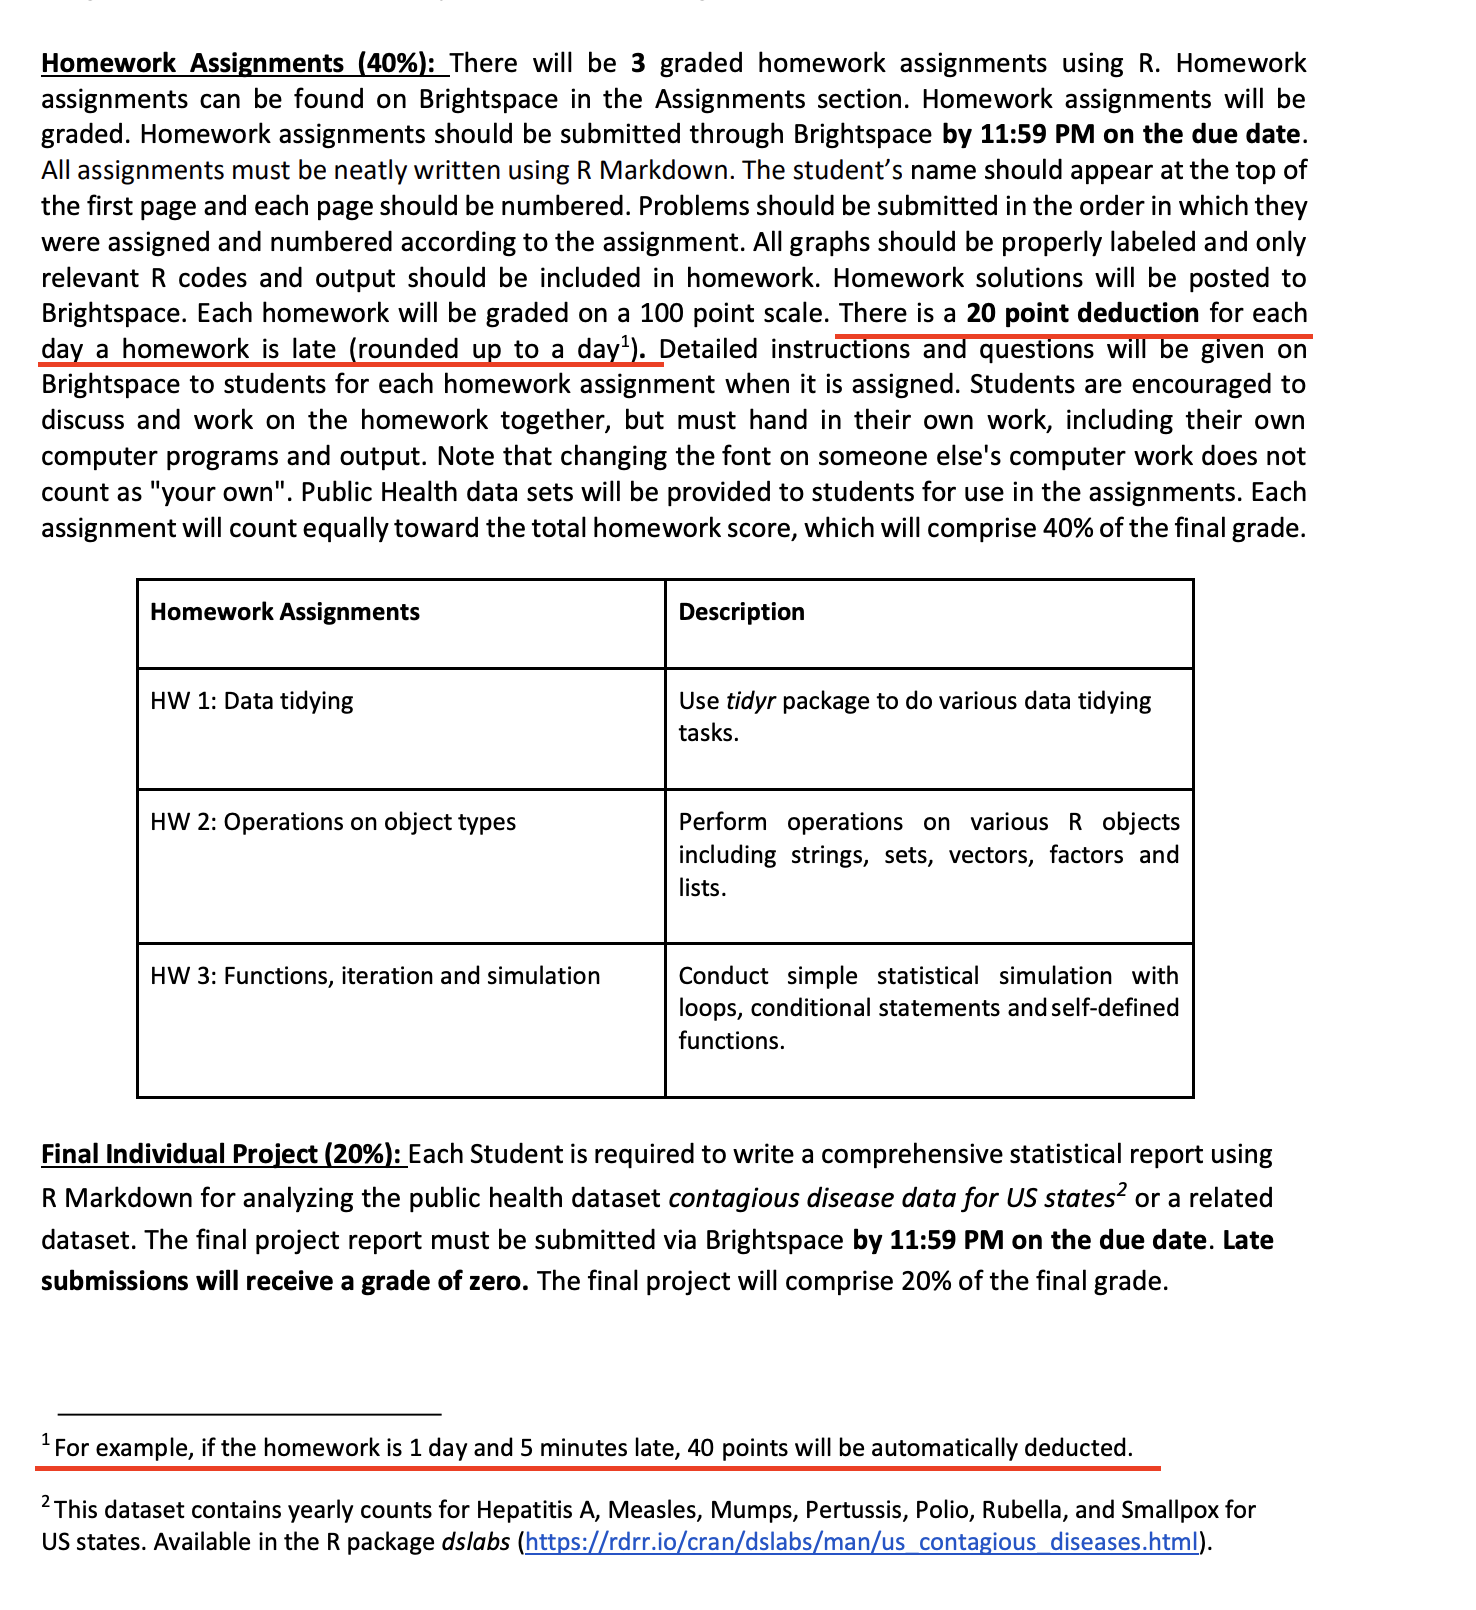 Homework Assignments (40%): There will be 3 graded homework assignments using R. Homework
assignments can be found on Brightspace in the Assignments section. Homework assignments will be
graded. Homework assignments should be submitted through Brightspace by 11:59 PM on the due date.
All assignments must be neatly written using R Markdown. The student’s name should appear at the top of
the first page and each page should be numbered. Problems should be submitted in the order in which they
were assigned and numbered according to the assignment. All graphs should be properly labeled and only
relevant R codes and output should be included in homework. Homework solutions will be posted to
Brightspace. Each homework will be graded on a 100 point scale. There is a 20 point deduction for each
day a homework is late (rounded up to a day¹). Detailed instructions and questions will be given on
Brightspace to students for each homework assignment when it is assigned. Students are encouraged to
discuss and work on the homework together, but must hand in their own work, including their own
computer programs and output. Note that changing the font on someone else's computer work does not
count as "your own". Public Health data sets will be provided to students for use in the assignments. Each
assignment will count equally toward the total homework score, which will comprise 40% of the final grade.
Homework Assignments
Description
HW 1: Data tidying
Use tidyr package to do various data tidying
tasks.
HW 2: Operations on object types
Perform operations on various R objects
including strings, sets, vectors, factors and
lists.
HW 3: Functions, iteration and simulation
Conduct simple statistical simulation with
loops, conditional statements and self-defined
functions.
Final Individual Project (20%): Each Student is required to write a comprehensive statistical report using
R Markdown for analyzing the public health dataset contagious disease data for US states² or a related
dataset. The final project report must be submitted via Brightspace by 11:59 PM on the due date. Late
submissions will receive a grade of zero. The final project will comprise 20% of the final grade.
¹ For example, if the homework is 1 day and 5 minutes late, 40 points will be automatically deducted.
² This dataset contains yearly counts for Hepatitis A, Measles, Mumps, Pertussis, Polio, Rubella, and Smallpox for
US states. Available in the R package dslabs (https://rdrr.io/cran/dslabs/man/us_contagious_diseases.html).